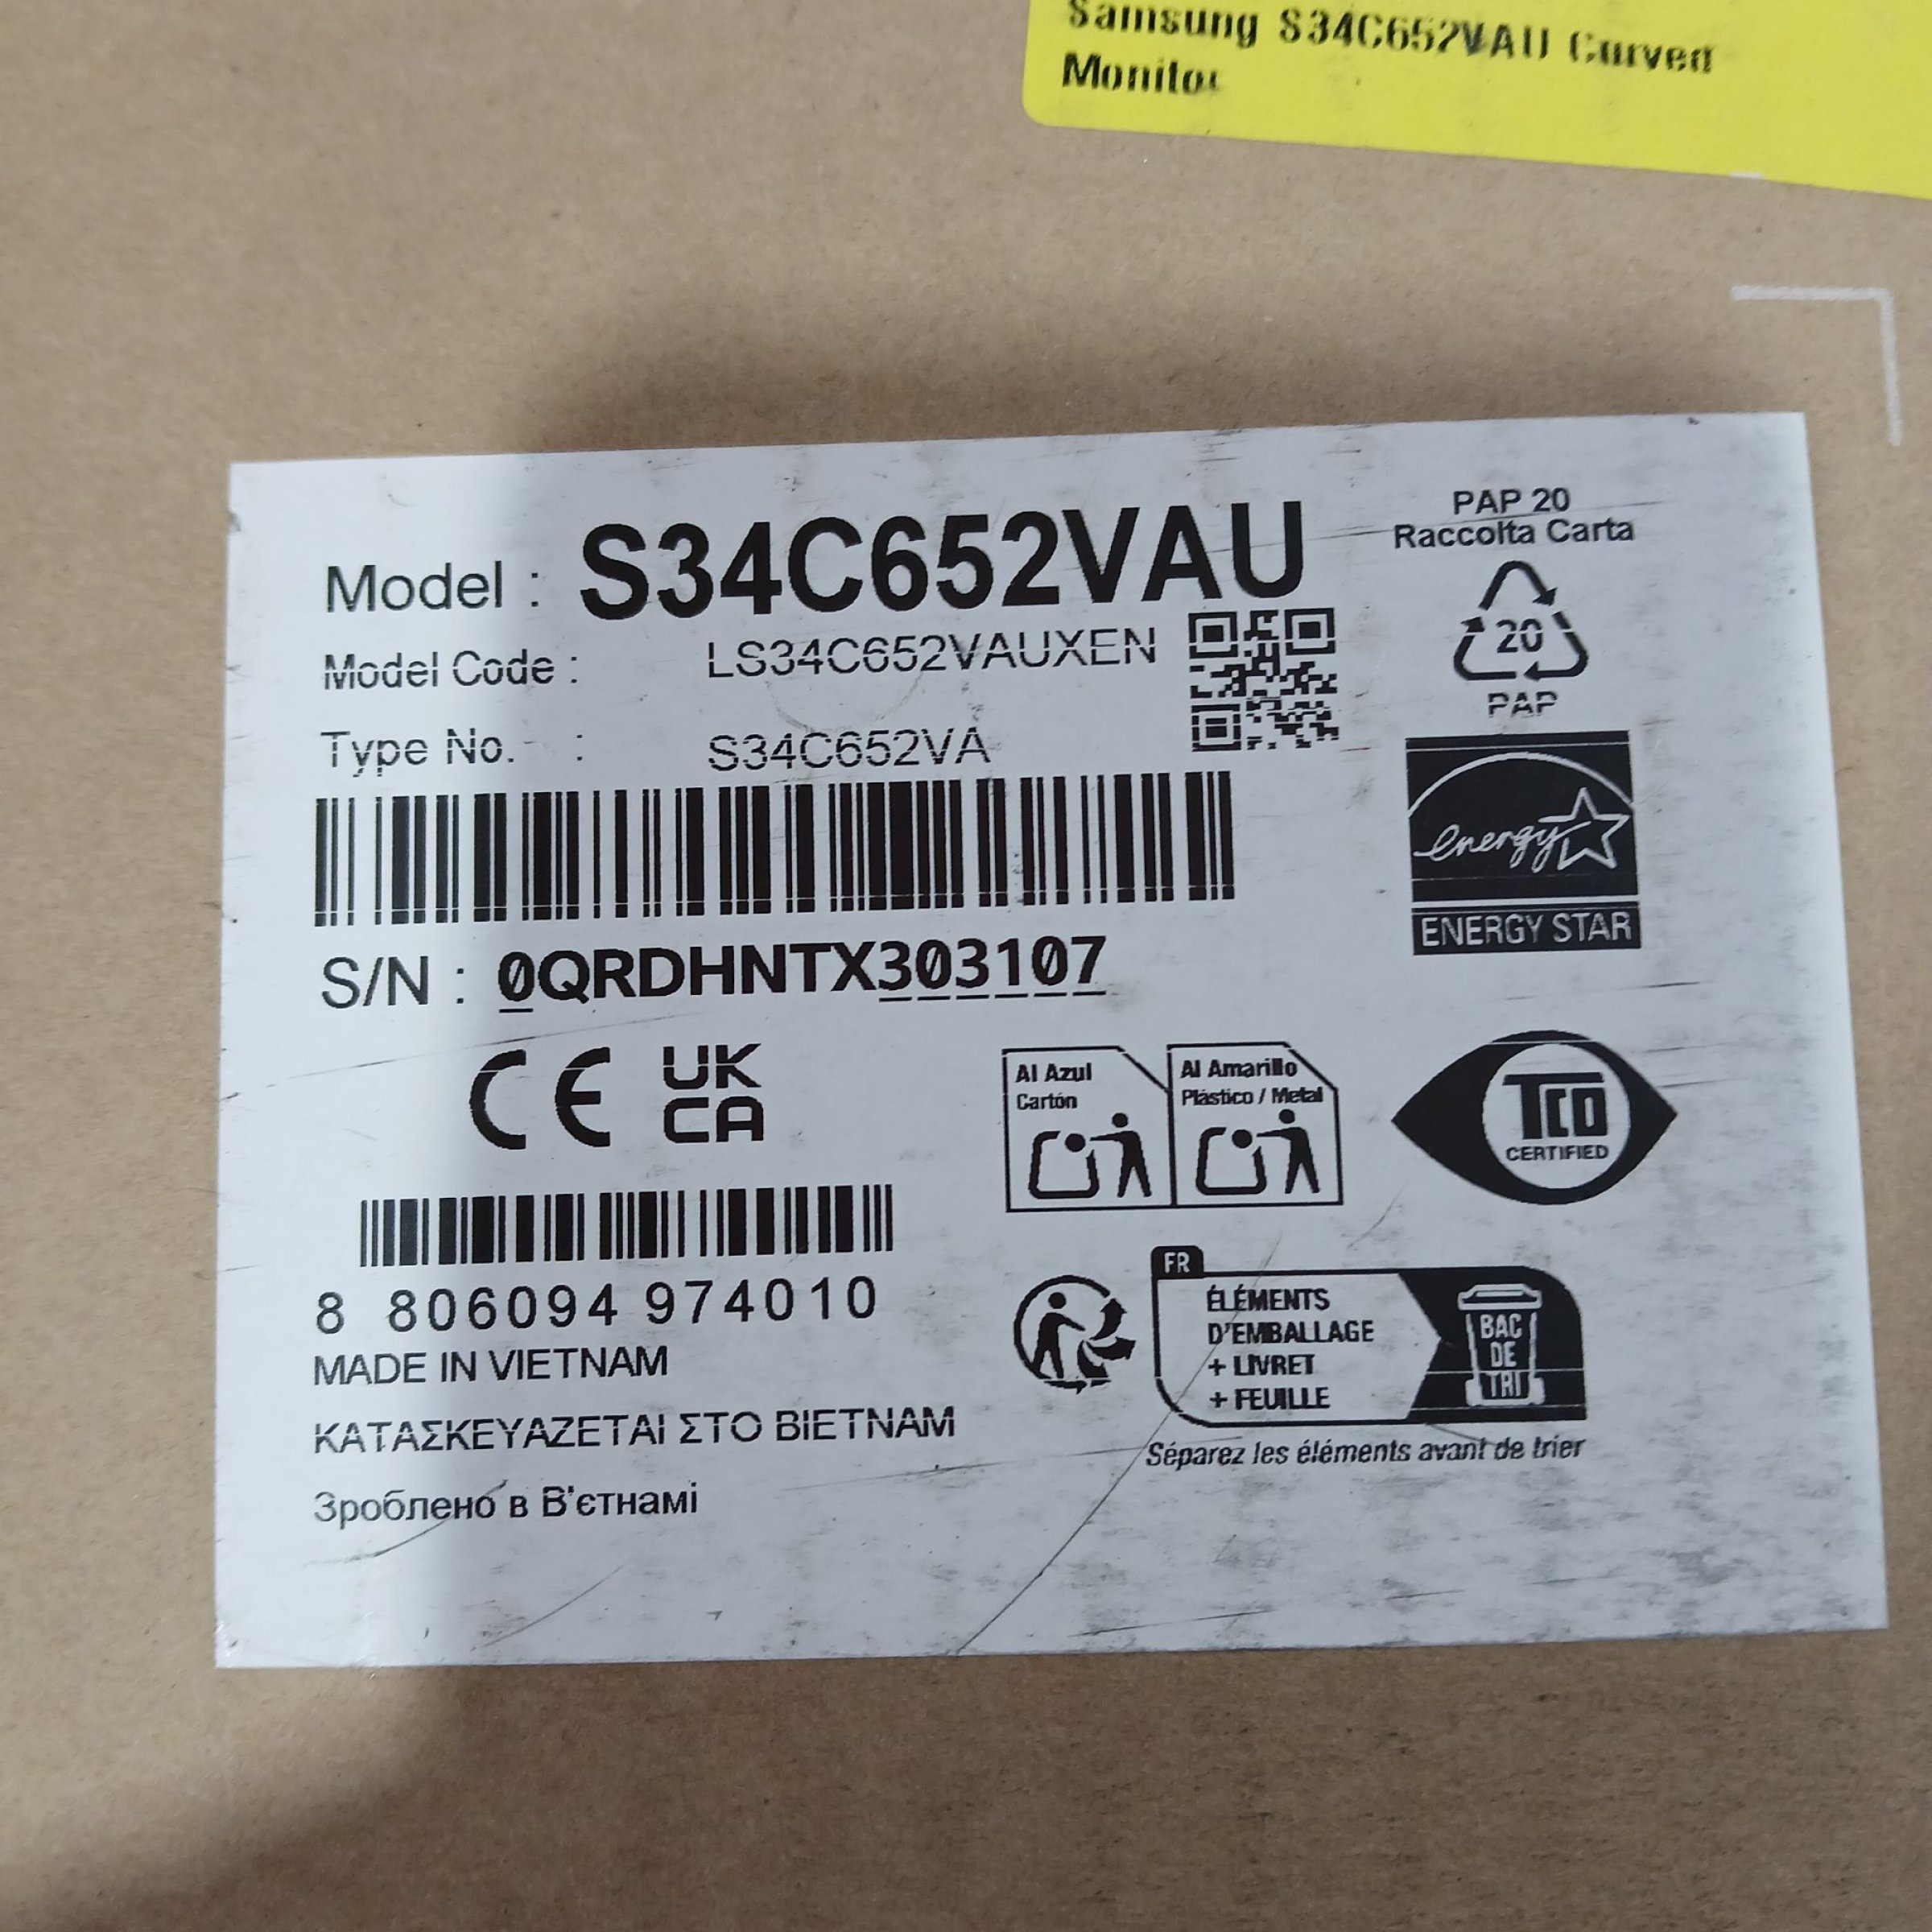 Samsung S34C652VAU Curved
Monitor
Model : S34C652VAU
Model Code : LS34C652VAUXEN
Type No. : S34C652VA
S/N : 0QRDHNTX303107
CE UK
CA
8 806094 974010
MADE IN VIETNAM
ΚΑΤΑΣΚΕΥΑΖΕΤΑΙ ΣΤΟ ΒΙΕΤΝΑΜ
Зроблено в В'єтнамі
PAP 20
Raccolta Carta
20
PAP
energy
ENERGY STAR
Al Azul
Cartón
Al Amarillo
Plástico / Metal
TCO
CERTIFIED
FR
ÉLÉMENTS
D'EMBALLAGE
+ LIVRET
+ FEUILLE
BAC
DE
TRI
Séparez les éléments avant de trier